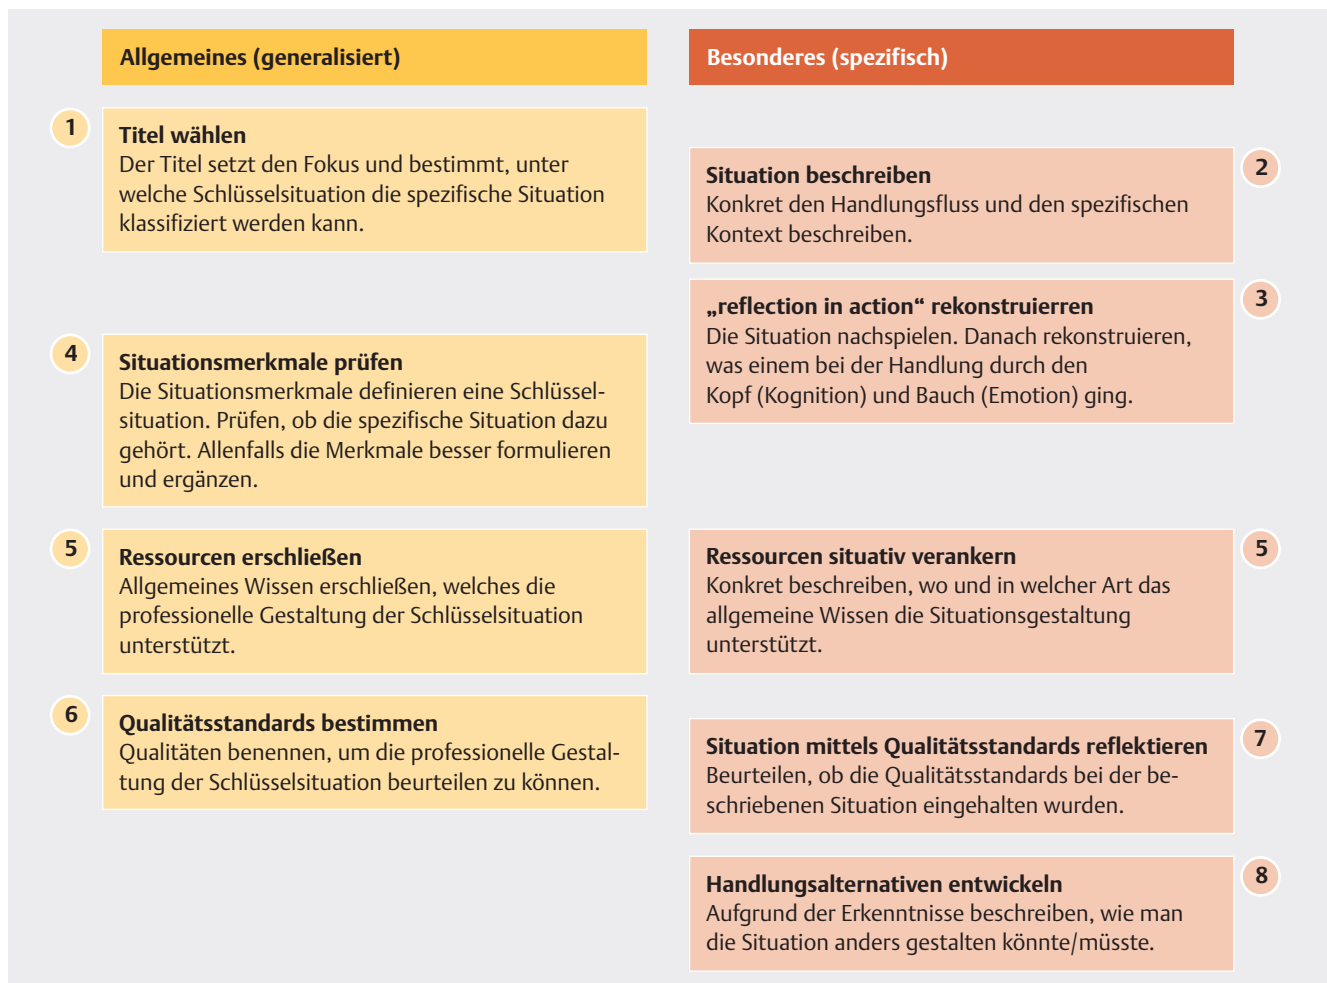 Allgemeines (generalisiert)
Besonderes (spezifisch)
1
Titel wählen
Der Titel setzt den Fokus und bestimmt, unter
welche Schlüsselsituation die spezifische Situation
klassifiziert werden kann.
2
Situation beschreiben
Konkret den Handlungsfluss und den spezifischen
Kontext beschreiben.
3
„reflection in action“ rekonstruierren
Die Situation nachspielen. Danach rekonstruieren,
was einem bei der Handlung durch den
Kopf (Kognition) und Bauch (Emotion) ging.
4
Situationsmerkmale prüfen
Die Situationsmerkmale definieren eine Schlüssel-
situation. Prüfen, ob die spezifische Situation dazu
gehört. Allenfalls die Merkmale besser formulieren
und ergänzen.
5
Ressourcen erschließen
Allgemeines Wissen erschließen, welches die
professionelle Gestaltung der Schlüsselsituation
unterstützt.
5
Ressourcen situativ verankern
Konkret beschreiben, wo und in welcher Art das
allgemeine Wissen die Situationsgestaltung
unterstützt.
6
Qualitätsstandards bestimmen
Qualitäten benennen, um die professionelle Gestal-
tung der Schlüsselsituation beurteilen zu können.
7
Situation mittels Qualitätsstandards reflektieren
Beurteilen, ob die Qualitätsstandards bei der be-
schriebenen Situation eingehalten wurden.
8
Handlungsalternativen entwickeln
Aufgrund der Erkenntnisse beschreiben, wie man
die Situation anders gestalten könnte/müsste.